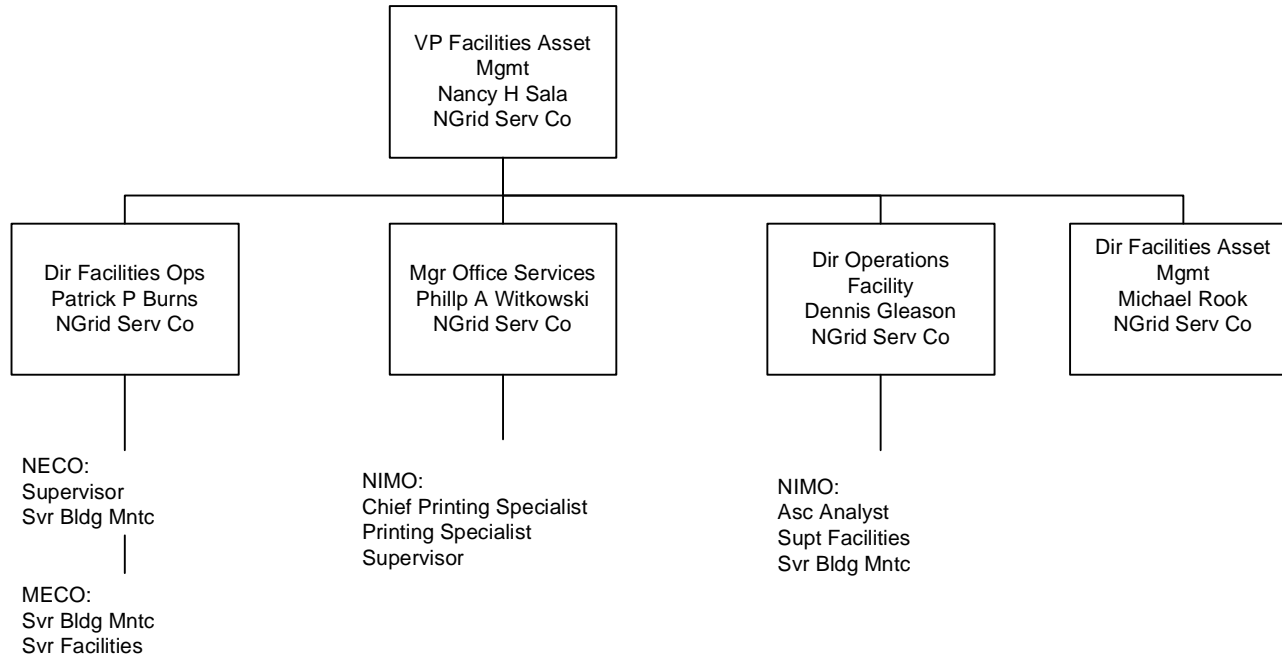 VP Facilities Asset
Mgmt
Nancy H Sala
NGrid Serv Co
Dir Facilities Ops
Patrick P Burns
NGrid Serv Co
Mgr Office Services
Phillp A Witkowski
NGrid Serv Co
Dir Operations
Facility
Dennis Gleason
NGrid Serv Co
Dir Facilities Asset
Mgmt
Michael Rook
NGrid Serv Co
NECO:
Supervisor
Svr Bldg Mntc
MECO:
Svr Bldg Mntc
Svr Facilities
NIMO:
Chief Printing Specialist
Printing Specialist
Supervisor
NIMO:
Asc Analyst
Supt Facilities
Svr Bldg Mntc